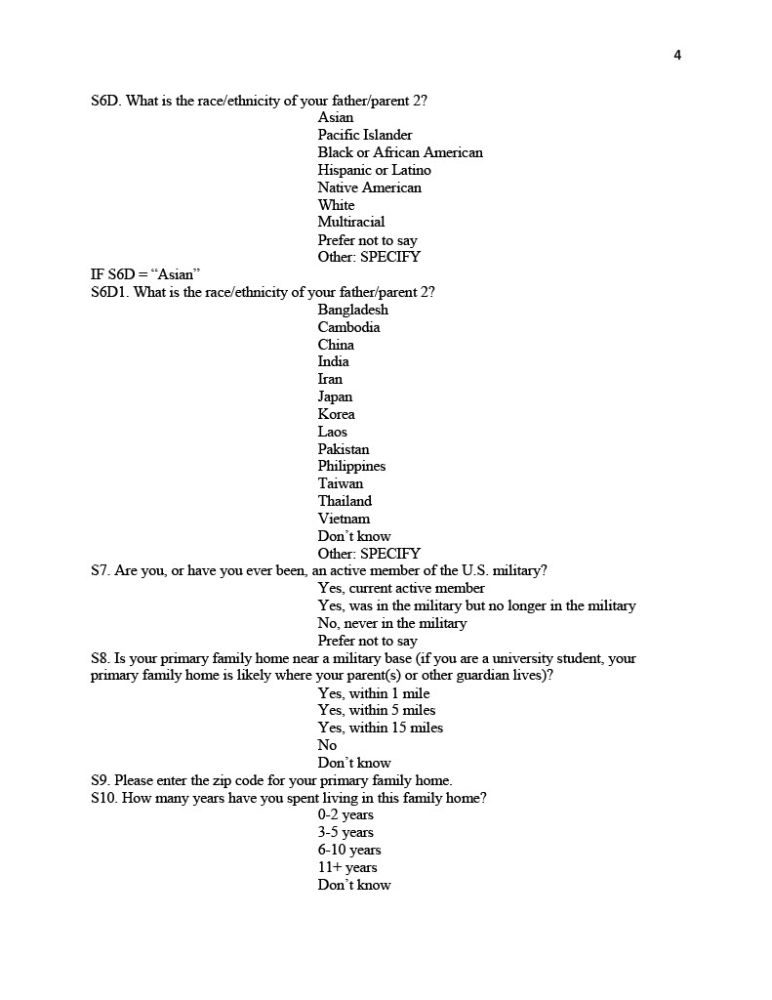 4
S6D. What is the race/ethnicity of your father/parent 2?
Asian
Pacific Islander
Black or African American
Hispanic or Latino
Native American
White
Multiracial
Prefer not to say
Other: SPECIFY
IF S6D = “Asian”
S6D1. What is the race/ethnicity of your father/parent 2?
Bangladesh
Cambodia
China
India
Iran
Japan
Korea
Laos
Pakistan
Philippines
Taiwan
Thailand
Vietnam
Don’t know
Other: SPECIFY
S7. Are you, or have you ever been, an active member of the U.S. military?
Yes, current active member
Yes, was in the military but no longer in the military
No, never in the military
Prefer not to say
S8. Is your primary family home near a military base (if you are a university student, your
primary family home is likely where your parent(s) or other guardian lives)?
Yes, within 1 mile
Yes, within 5 miles
Yes, within 15 miles
No
Don’t know
S9. Please enter the zip code for your primary family home.
S10. How many years have you spent living in this family home?
0-2 years
3-5 years
6-10 years
11+ years
Don’t know